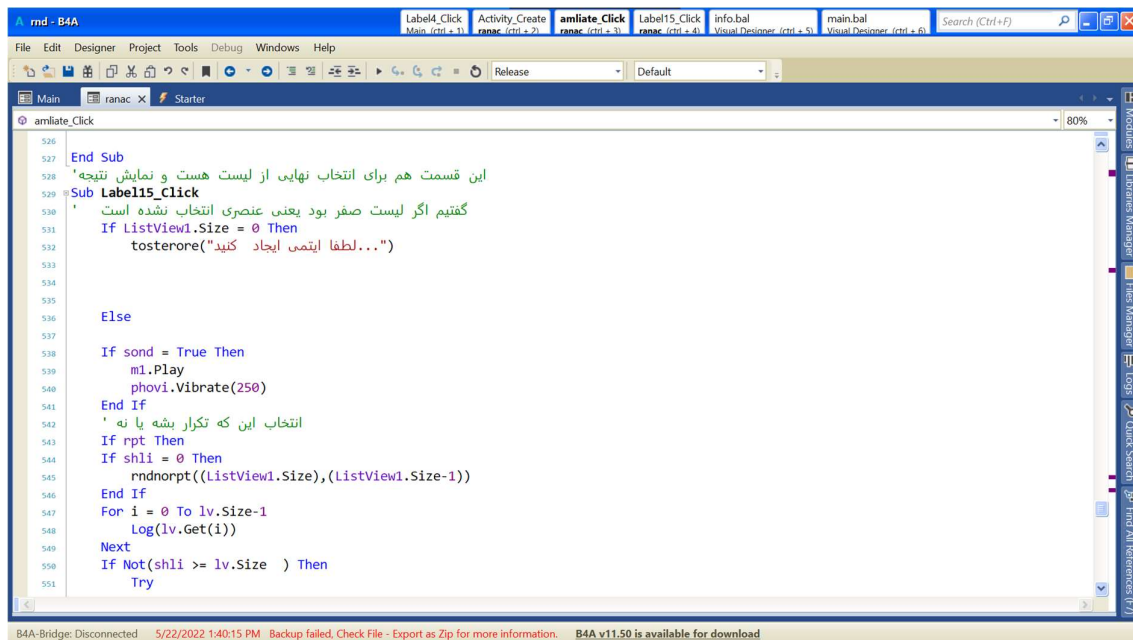 rnd - B4A
Label4_Click
Main (ctrl + 1)
Activity_Create
ranac (ctrl + 2)
amliate_Click
ranac (ctrl + 3)
Label15_Click
ranac (ctrl + 4)
info.bal
Visual Designer (ctrl + 5)
main.bal
Visual Designer (ctrl + 6)
Search (Ctrl+F)
File Edit Designer Project Tools Debug Windows Help
Release
Default
Main
ranac
Starter
amliate_Click
80%
526
527 End Sub
528 'این قسمت هم برای انتخاب نهایی از لیست هست و نمایش نتیجه
529 Sub Label15_Click
530 ' گفتیم اگر لیست صفر بود یعنی عنصری انتخاب نشده است
531 If ListView1.Size = 0 Then
532 tosterore("لطفا ایتمی ایجاد کنید...")
533
534
535
536 Else
537
538 If sond = True Then
539 m1.Play
540 phovi.Vibrate(250)
541 End If
542 ' انتخاب این که تکرار بشه یا نه
543 If rpt Then
544 If shli = 0 Then
545 rndnorpt((ListView1.Size),(ListView1.Size-1))
546 End If
547 For i = 0 To lv.Size-1
548 Log(lv.Get(i))
549 Next
550 If Not(shli >= lv.Size ) Then
551 Try
Modules
Libraries Manager
Files Manager
Logs
Quick Search
Find All References (F7)
B4A-Bridge: Disconnected 5/22/2022 1:40:15 PM Backup failed, Check File - Export as Zip for more information. B4A v11.50 is available for download